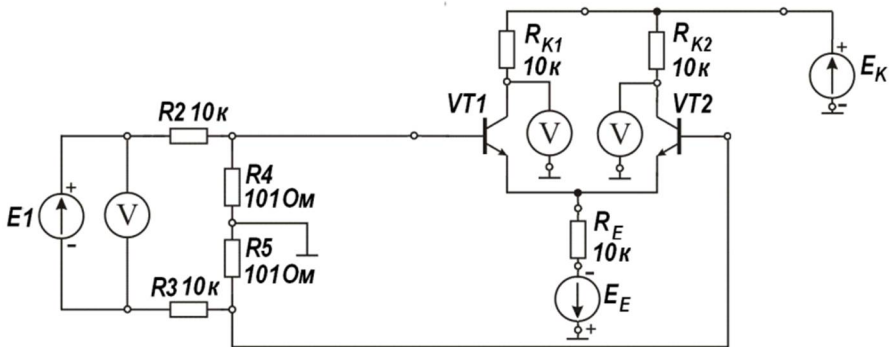 R_K1
10к
R_K2
10к
E_K
+
-
VT1
VT2
V
V
R2 10к
R4
101Ом
E1
+
-
V
R5
101Ом
R3 10к
R_E
10к
-
E_E
+